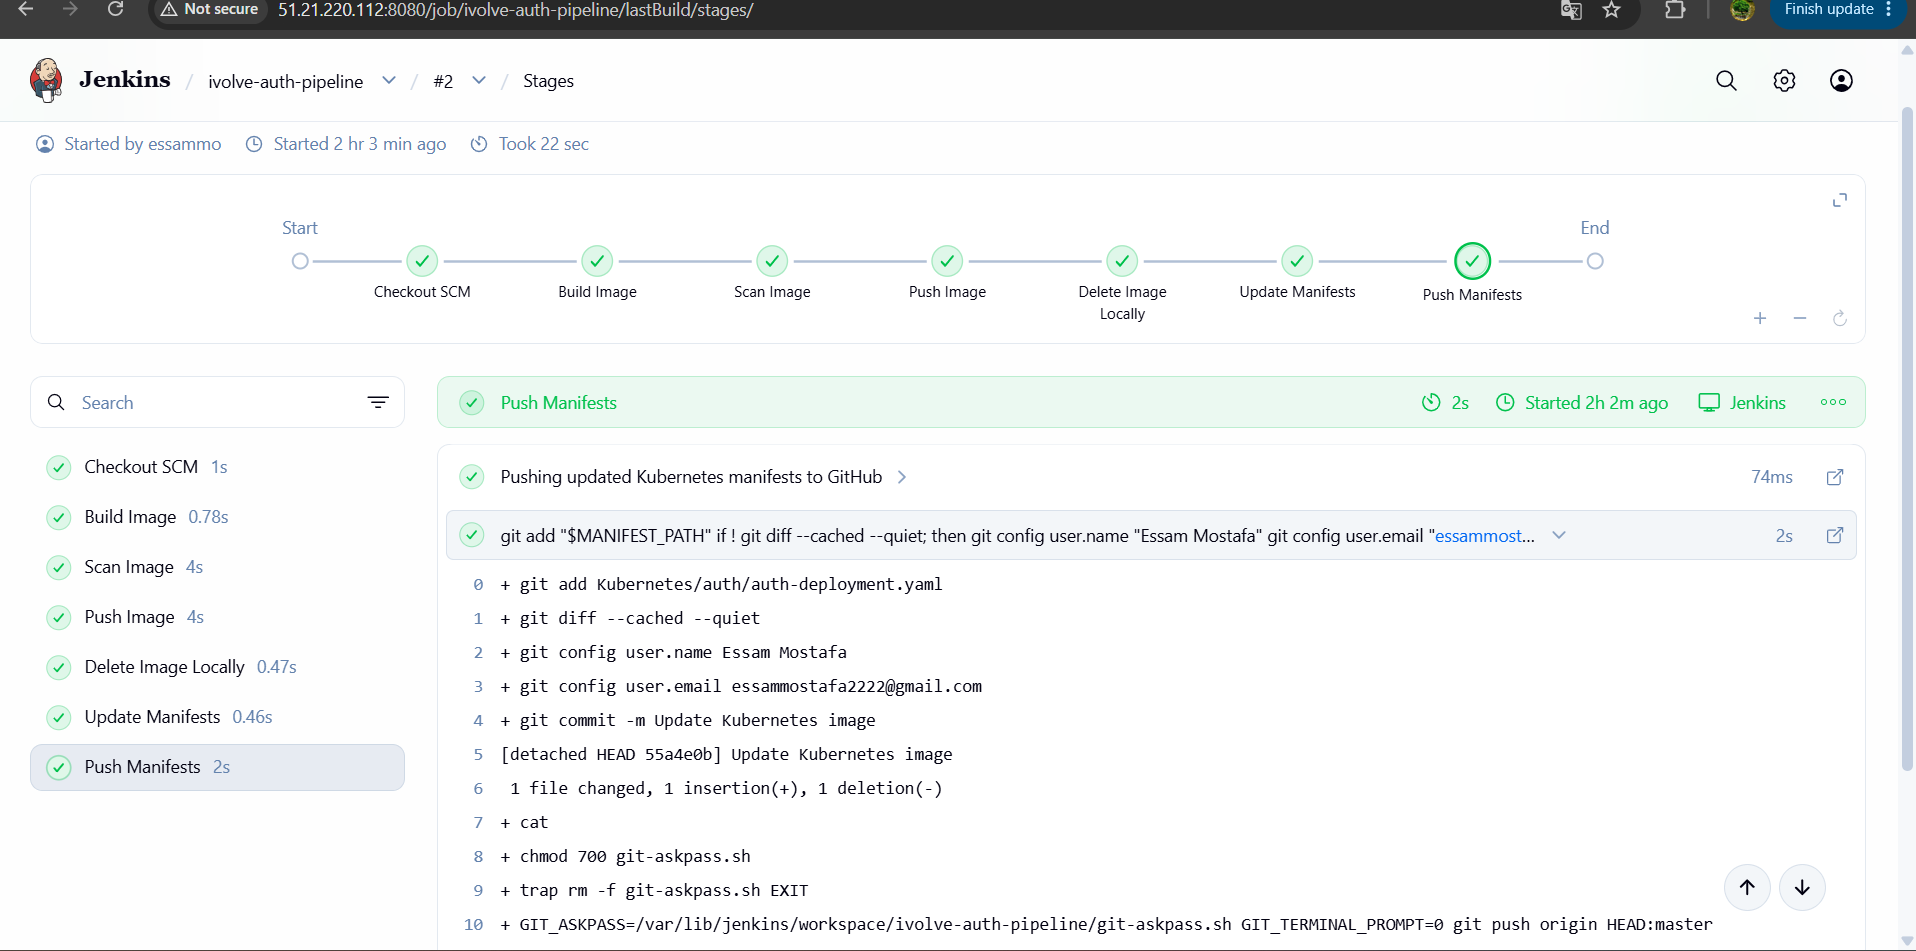 Not secure 51.21.220.112:8080/job/ivolve-auth-pipeline/lastBuild/stages/ Finish update
Jenkins / ivolve-auth-pipeline / #2 / Stages
Started by essammo Started 2 hr 3 min ago Took 22 sec
Start End
Checkout SCM Build Image Scan Image Push Image Delete Image Locally Update Manifests Push Manifests
Search
Checkout SCM 1s
Build Image 0.78s
Scan Image 4s
Push Image 4s
Delete Image Locally 0.47s
Update Manifests 0.46s
Push Manifests 2s
Push Manifests 2s Started 2h 2m ago Jenkins
Pushing updated Kubernetes manifests to GitHub 74ms
git add "$MANIFEST_PATH" if ! git diff --cached --quiet; then git config user.name "Essam Mostafa" git config user.email "essammost... 2s
0 + git add Kubernetes/auth/auth-deployment.yaml
1 + git diff --cached --quiet
2 + git config user.name Essam Mostafa
3 + git config user.email essammostafa2222@gmail.com
4 + git commit -m Update Kubernetes image
5 [detached HEAD 55a4e0b] Update Kubernetes image
6 1 file changed, 1 insertion(+), 1 deletion(-)
7 + cat
8 + chmod 700 git-askpass.sh
9 + trap rm -f git-askpass.sh EXIT
10 + GIT_ASKPASS=/var/lib/jenkins/workspace/ivolve-auth-pipeline/git-askpass.sh GIT_TERMINAL_PROMPT=0 git push origin HEAD:master